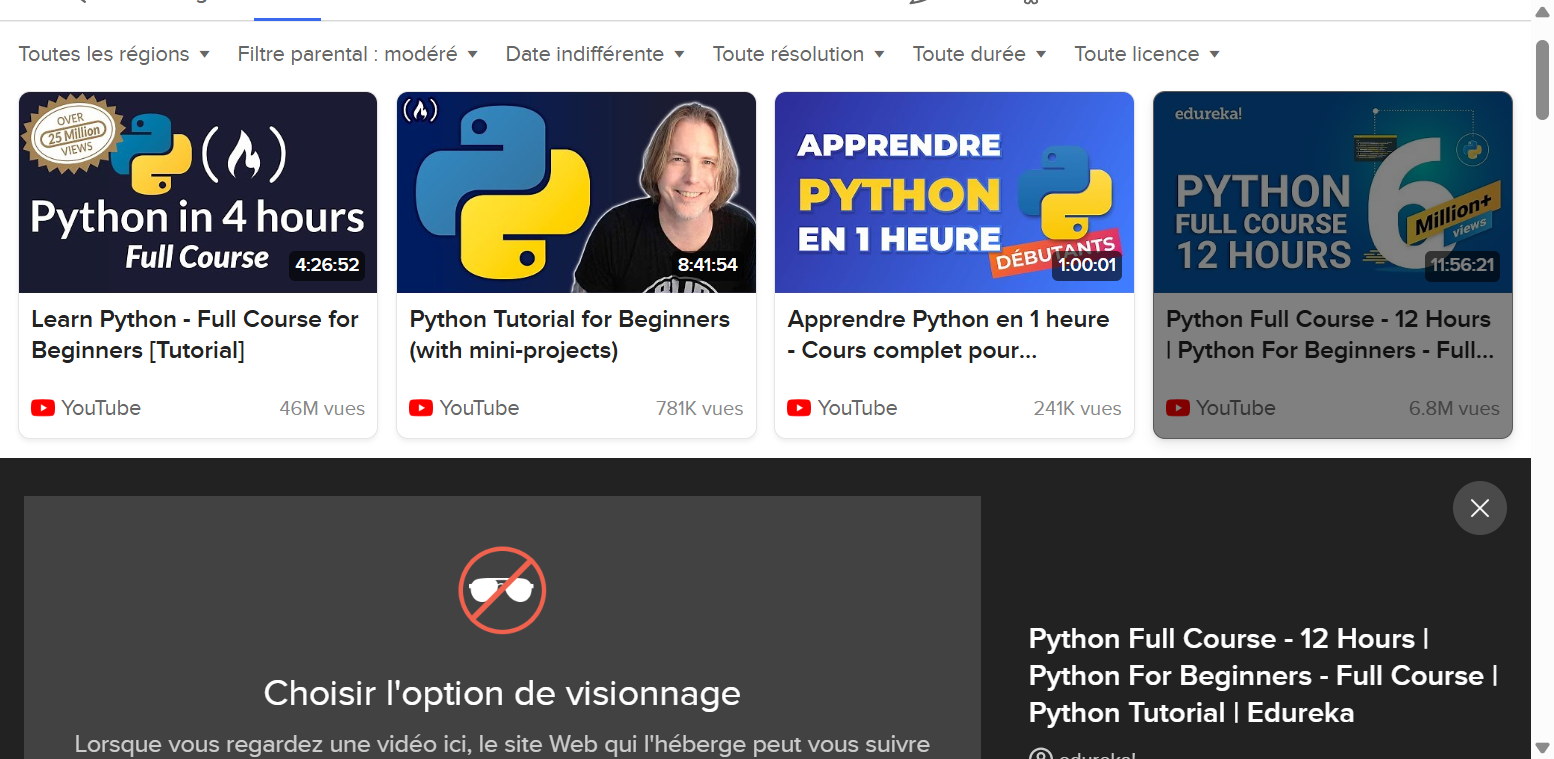 Toutes les régions
Filtre parental : modéré
Date indifférente
Toute résolution
Toute durée
Toute licence
OVER
25 Million
VIEWS
Python in 4 hours
Full Course
4:26:52
Learn Python - Full Course for
Beginners [Tutorial]
YouTube
46M vues
8:41:54
Python Tutorial for Beginners
(with mini-projects)
YouTube
781K vues
APPRENDRE
PYTHON
EN 1 HEURE
DÉBUTANTS
1:00:01
Apprendre Python en 1 heure
- Cours complet pour...
YouTube
241K vues
edureka!
PYTHON
FULL COURSE
12 HOURS
6
Million+
views
11:56:21
Python Full Course - 12 Hours
| Python For Beginners - Full...
YouTube
6.8M vues
Choisir l'option de visionnage
Lorsque vous regardez une vidéo ici, le site Web qui l'héberge peut vous suivre
Python Full Course - 12 Hours |
Python For Beginners - Full Course |
Python Tutorial | Edureka
edureka!